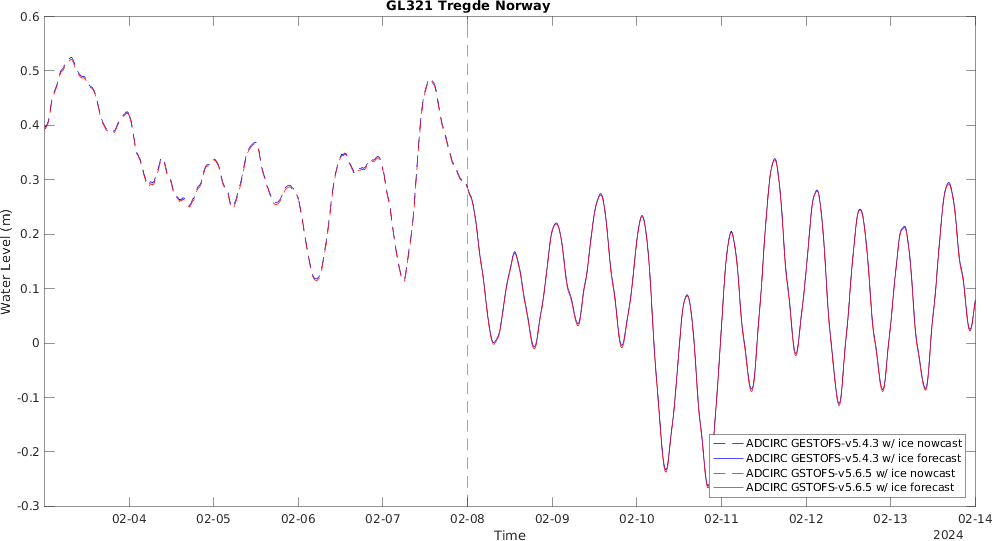 GL321 Tregde Norway
0.6
0.5
0.4
0.3
0.2
0.1
0
-0.1
-0.2
-0.3
Water Level (m)
ADCIRC GESTOFS-v5.4.3 w/ ice nowcast
ADCIRC GESTOFS-v5.4.3 w/ ice forecast
ADCIRC GSTOFS-v5.6.5 w/ ice nowcast
ADCIRC GSTOFS-v5.6.5 w/ ice forecast
02-04 02-05 02-06 02-07 02-08 02-09 02-10 02-11 02-12 02-13 02-14
Time
2024